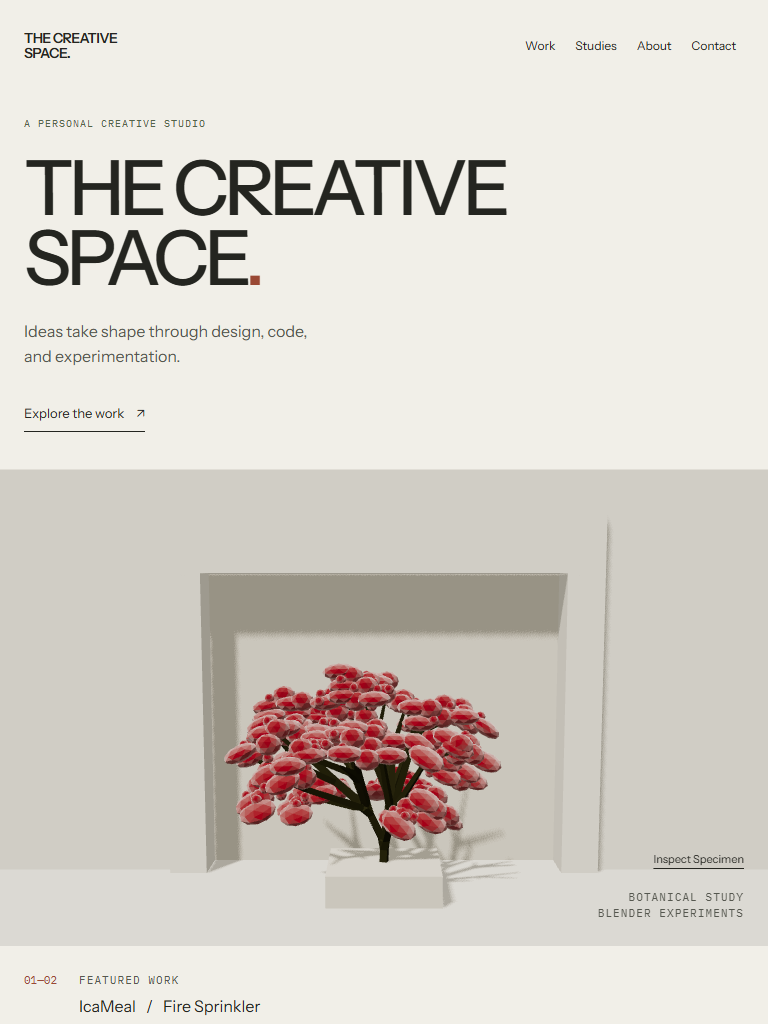 THE CREATIVE
SPACE.
Work
Studies
About
Contact
A PERSONAL CREATIVE STUDIO
THE CREATIVE
SPACE.
Ideas take shape through design, code,
and experimentation.
Explore the work ↗
Inspect Specimen
BOTANICAL STUDY
BLENDER EXPERIMENTS
01—02 FEATURED WORK
IcaMeal / Fire Sprinkler